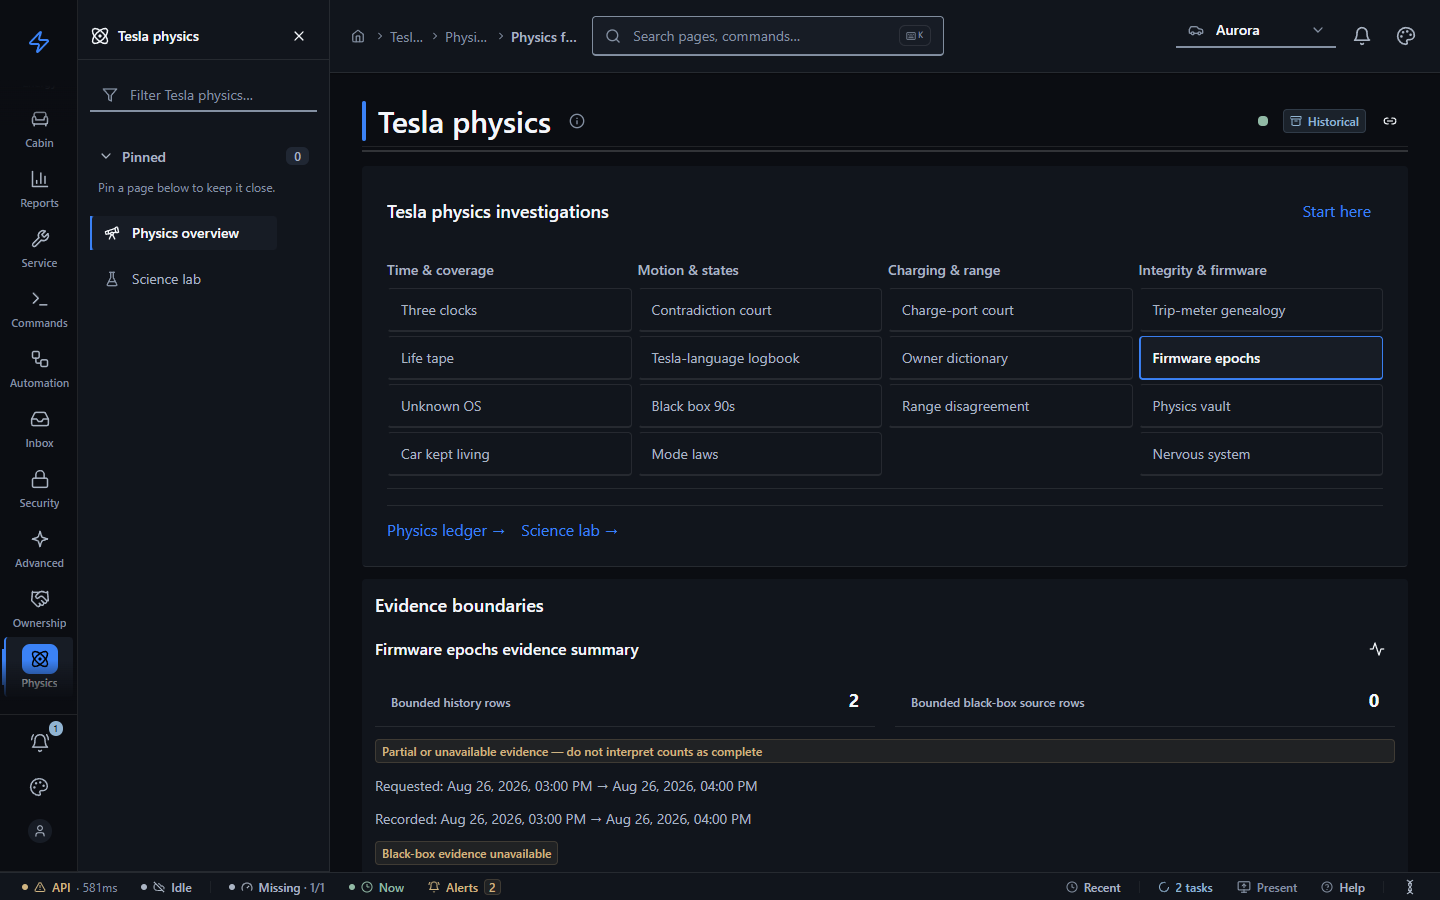 Tesla physics
Tesl...
Physi...
Physics f...
Search pages, commands...
K
Aurora
Filter Tesla physics...
Pinned
0
Pin a page below to keep it close.
Physics overview
Science lab
Cabin
Reports
Service
Commands
Automation
Inbox
Security
Advanced
Ownership
Physics
1
Tesla physics
Historical
Tesla physics investigations
Start here
Time & coverage
Three clocks
Life tape
Unknown OS
Car kept living
Motion & states
Contradiction court
Tesla-language logbook
Black box 90s
Mode laws
Charging & range
Charge-port court
Owner dictionary
Range disagreement
Integrity & firmware
Trip-meter genealogy
Firmware epochs
Physics vault
Nervous system
Physics ledger →
Science lab →
Evidence boundaries
Firmware epochs evidence summary
Bounded history rows
2
Bounded black-box source rows
0
Partial or unavailable evidence — do not interpret counts as complete
Requested: Aug 26, 2026, 03:00 PM → Aug 26, 2026, 04:00 PM
Recorded: Aug 26, 2026, 03:00 PM → Aug 26, 2026, 04:00 PM
Black-box evidence unavailable
API · 581ms
Idle
Missing · 1/1
Now
Alerts 2
Recent
2 tasks
Present
Help